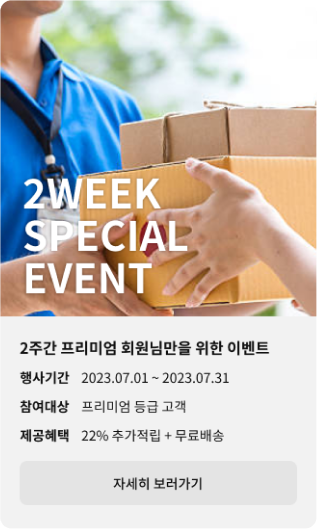 2WEEK
SPECIAL
EVENT
2주간 프리미엄 회원님만을 위한 이벤트
행사기간 2023.07.01 ~ 2023.07.31
참여대상 프리미엄 등급 고객
제공혜택 22% 추가적립 + 무료배송
자세히 보러가기